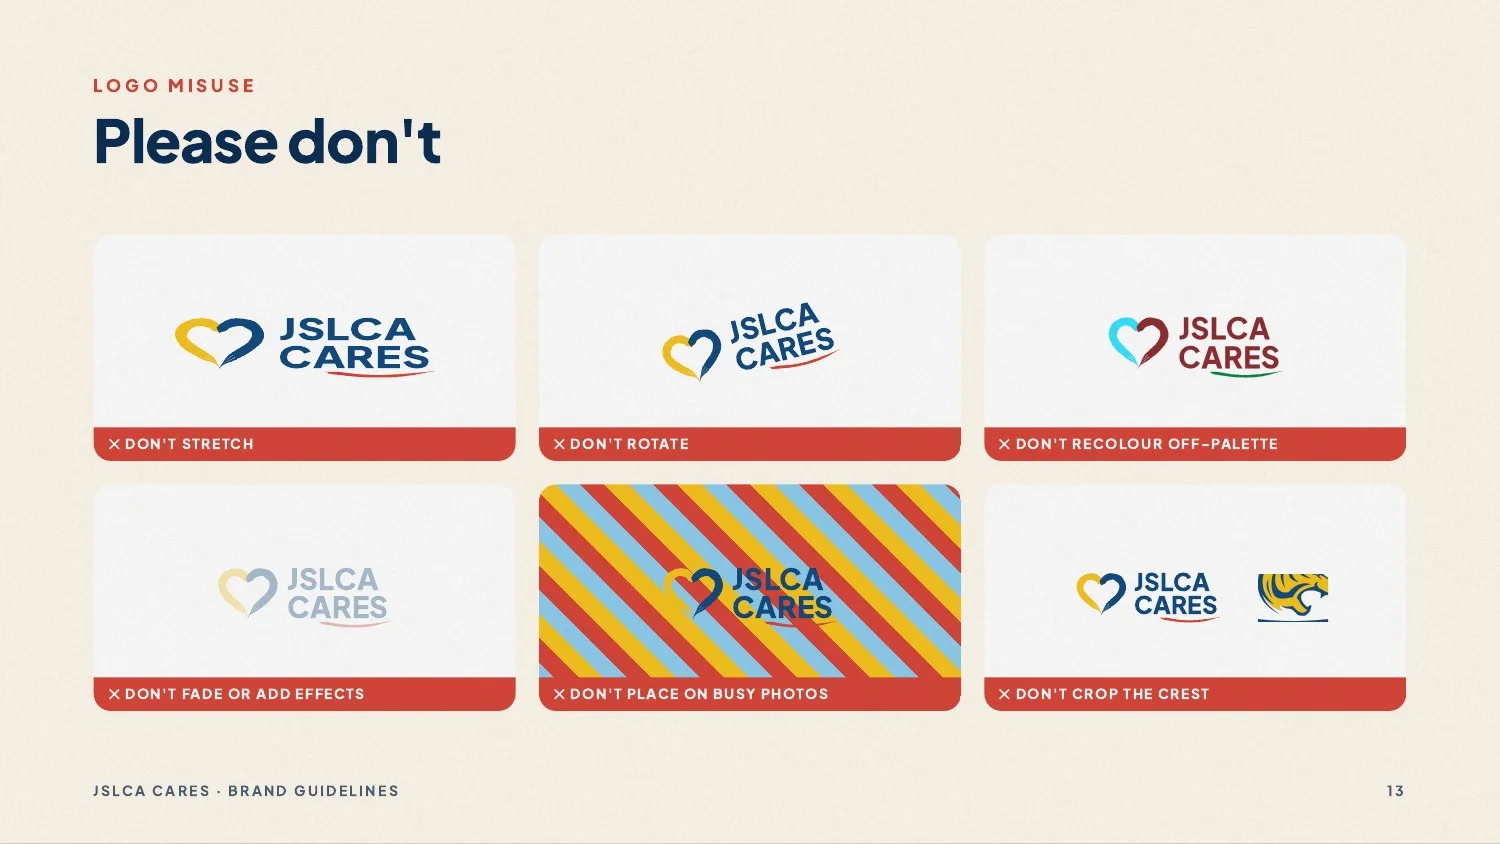 LOGO MISUSE
Please don't
JSLCA
CARES
× DON'T STRETCH
JSLCA
CARES
× DON'T ROTATE
JSLCA
CARES
× DON'T RECOLOUR OFF-PALETTE
JSLCA
CARES
× DON'T FADE OR ADD EFFECTS
JSLCA
CARES
× DON'T PLACE ON BUSY PHOTOS
JSLCA
CARES
× DON'T CROP THE CREST
JSLCA CARES · BRAND GUIDELINES
13